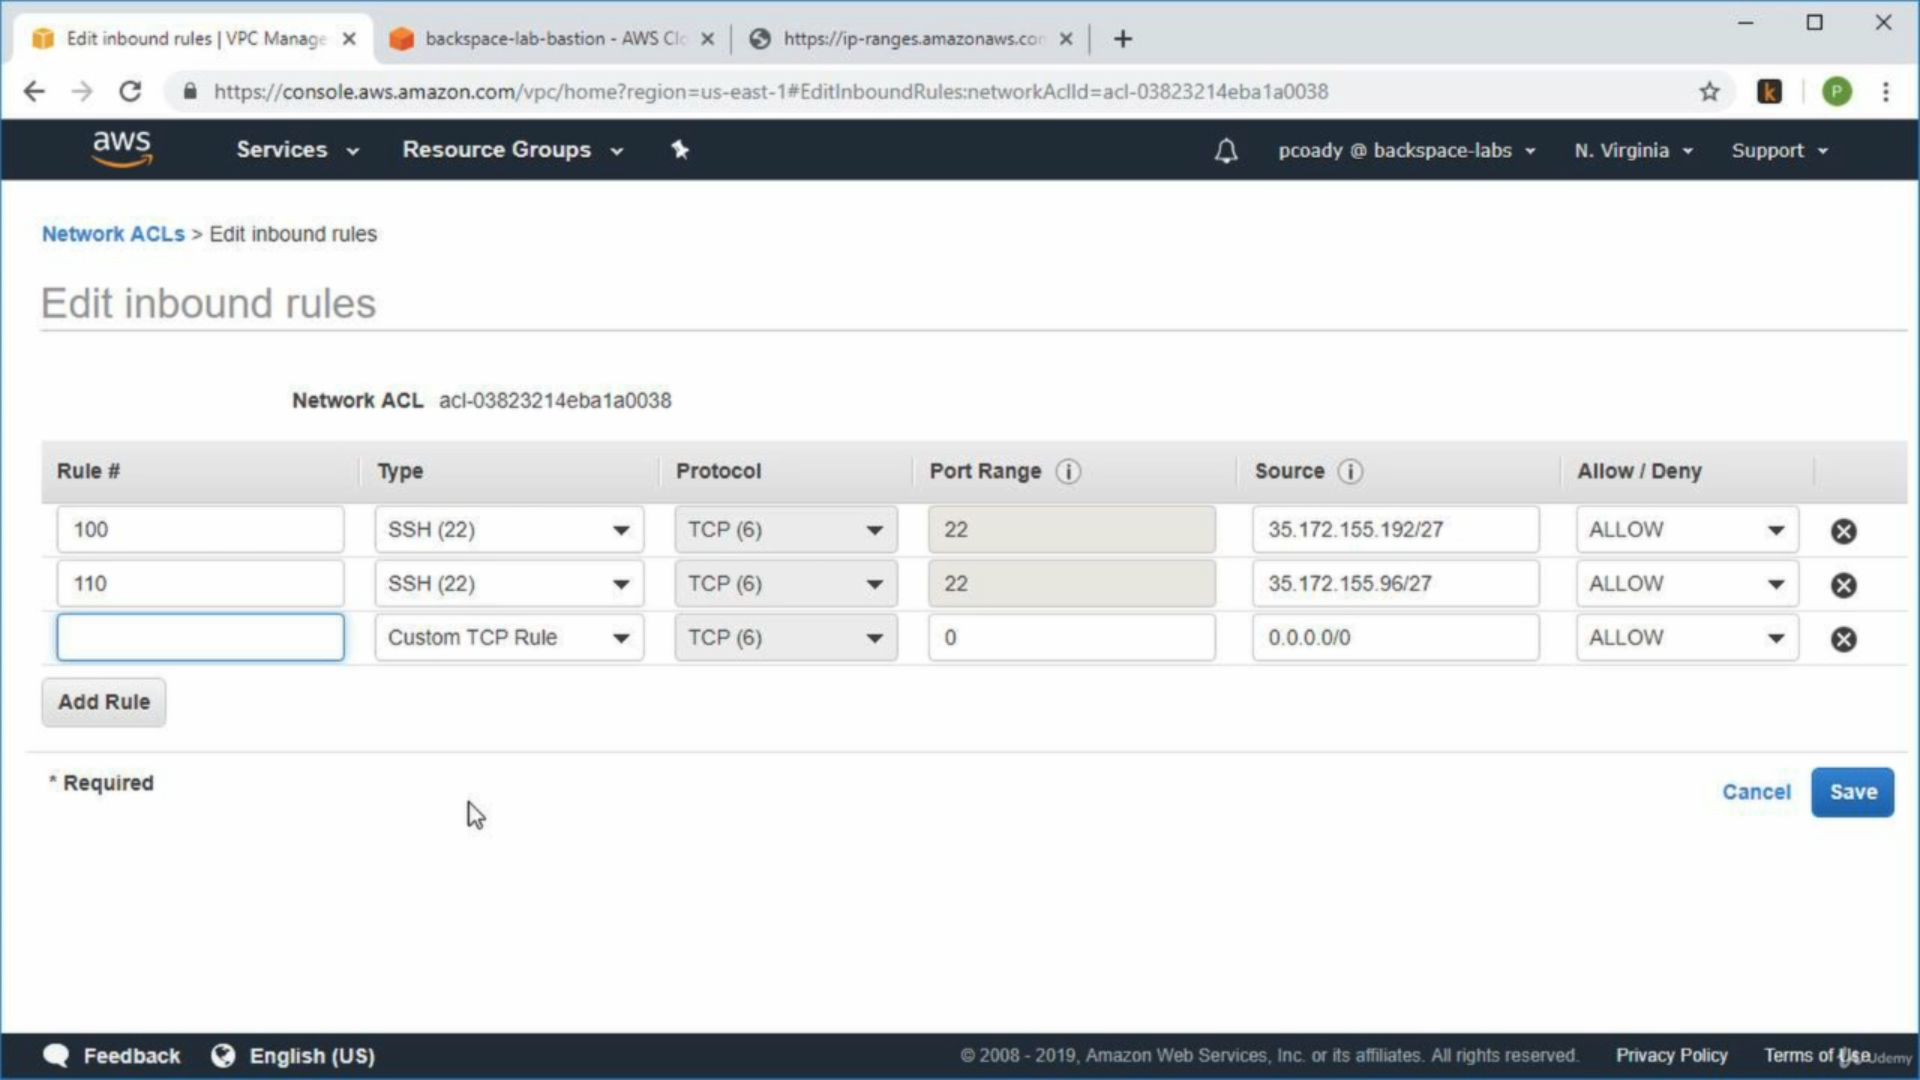 Edit inbound rules | VPC Manage
backspace-lab-bastion - AWS Clo
https://ip-ranges.amazonaws.com
https://console.aws.amazon.com/vpc/home?region=us-east-1#EditInboundRules:networkAclId=acl-03823214eba1a0038
k
P
aws
Services
Resource Groups
pcoady @ backspace-labs
N. Virginia
Support
Network ACLs > Edit inbound rules
Edit inbound rules
Network ACL acl-03823214eba1a0038
Rule # Type Protocol Port Range i Source i Allow / Deny
100 SSH (22) TCP (6) 22 35.172.155.192/27 ALLOW
110 SSH (22) TCP (6) 22 35.172.155.96/27 ALLOW
Custom TCP Rule TCP (6) 0 0.0.0.0/0 ALLOW
Add Rule
* Required
Cancel
Save
Feedback
English (US)
© 2008 - 2019, Amazon Web Services, Inc. or its affiliates. All rights reserved.
Privacy Policy
Terms of Use
Udemy